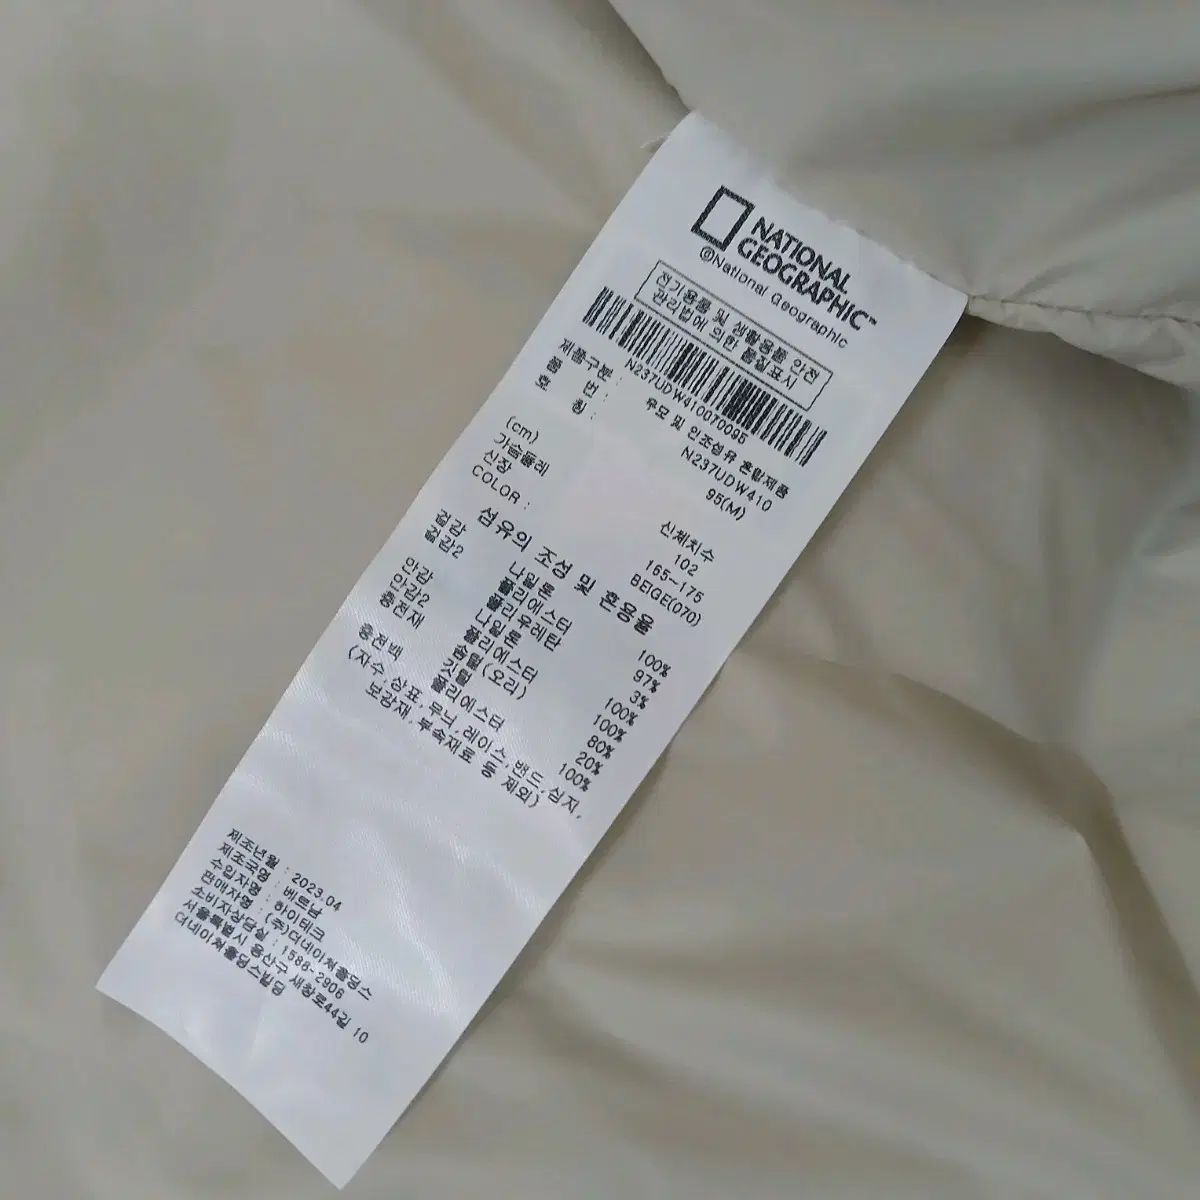 NATIONAL
GEOGRAPHIC™
©National Geographic
전기용품 및 생활용품 안전
관리법에 의한 품질표시
N237UDW410070095
제품구분 : 우모 및 인조섬유 혼합제품
품 번 : N237UDW410
호 칭 : 95(M)
(cm) 신체치수
가슴둘레 102
신장 165~175
COLOR : BEIGE(070)
섬유의 조성 및 혼용율
겉감 나일론 100%
겉감2 폴리에스터 97%
폴리우레탄 3%
안감 나일론 100%
안감2 폴리에스터 100%
충전재 솜털(오리) 80%
깃털 20%
충전백 폴리에스터 100%
(자수,상표,무늬,레이스,밴드,심지,
보강재,부속재료 등 제외)
제조년월 : 2023.04
제조국명 : 베트남
수입자명 : 하이테크
판매자명 : (주)더네이쳐홀딩스
소비자상담실 : 1588-2906
서울특별시 용산구 새창로44길 10
더네이쳐홀딩스빌딩